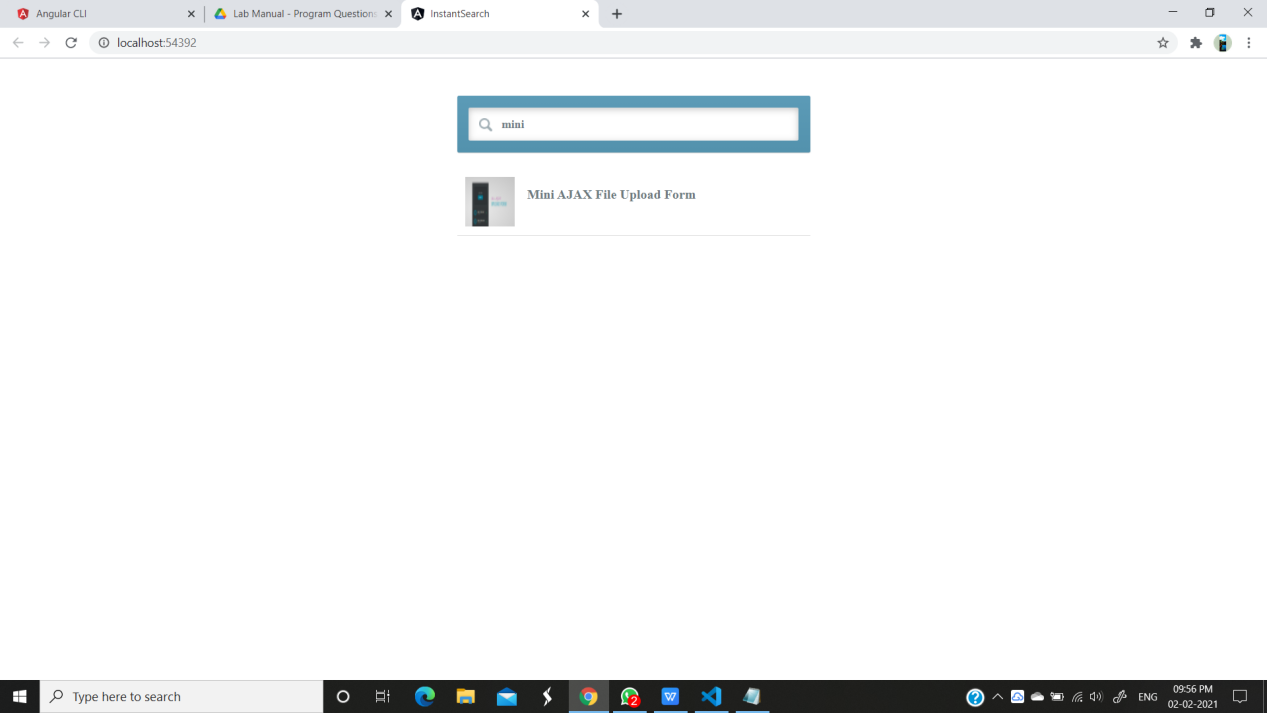 Angular CLI
Lab Manual - Program Questions
InstantSearch
localhost:54392
mini
Mini AJAX File Upload Form
Type here to search
2
ENG
09:56 PM
02-02-2021